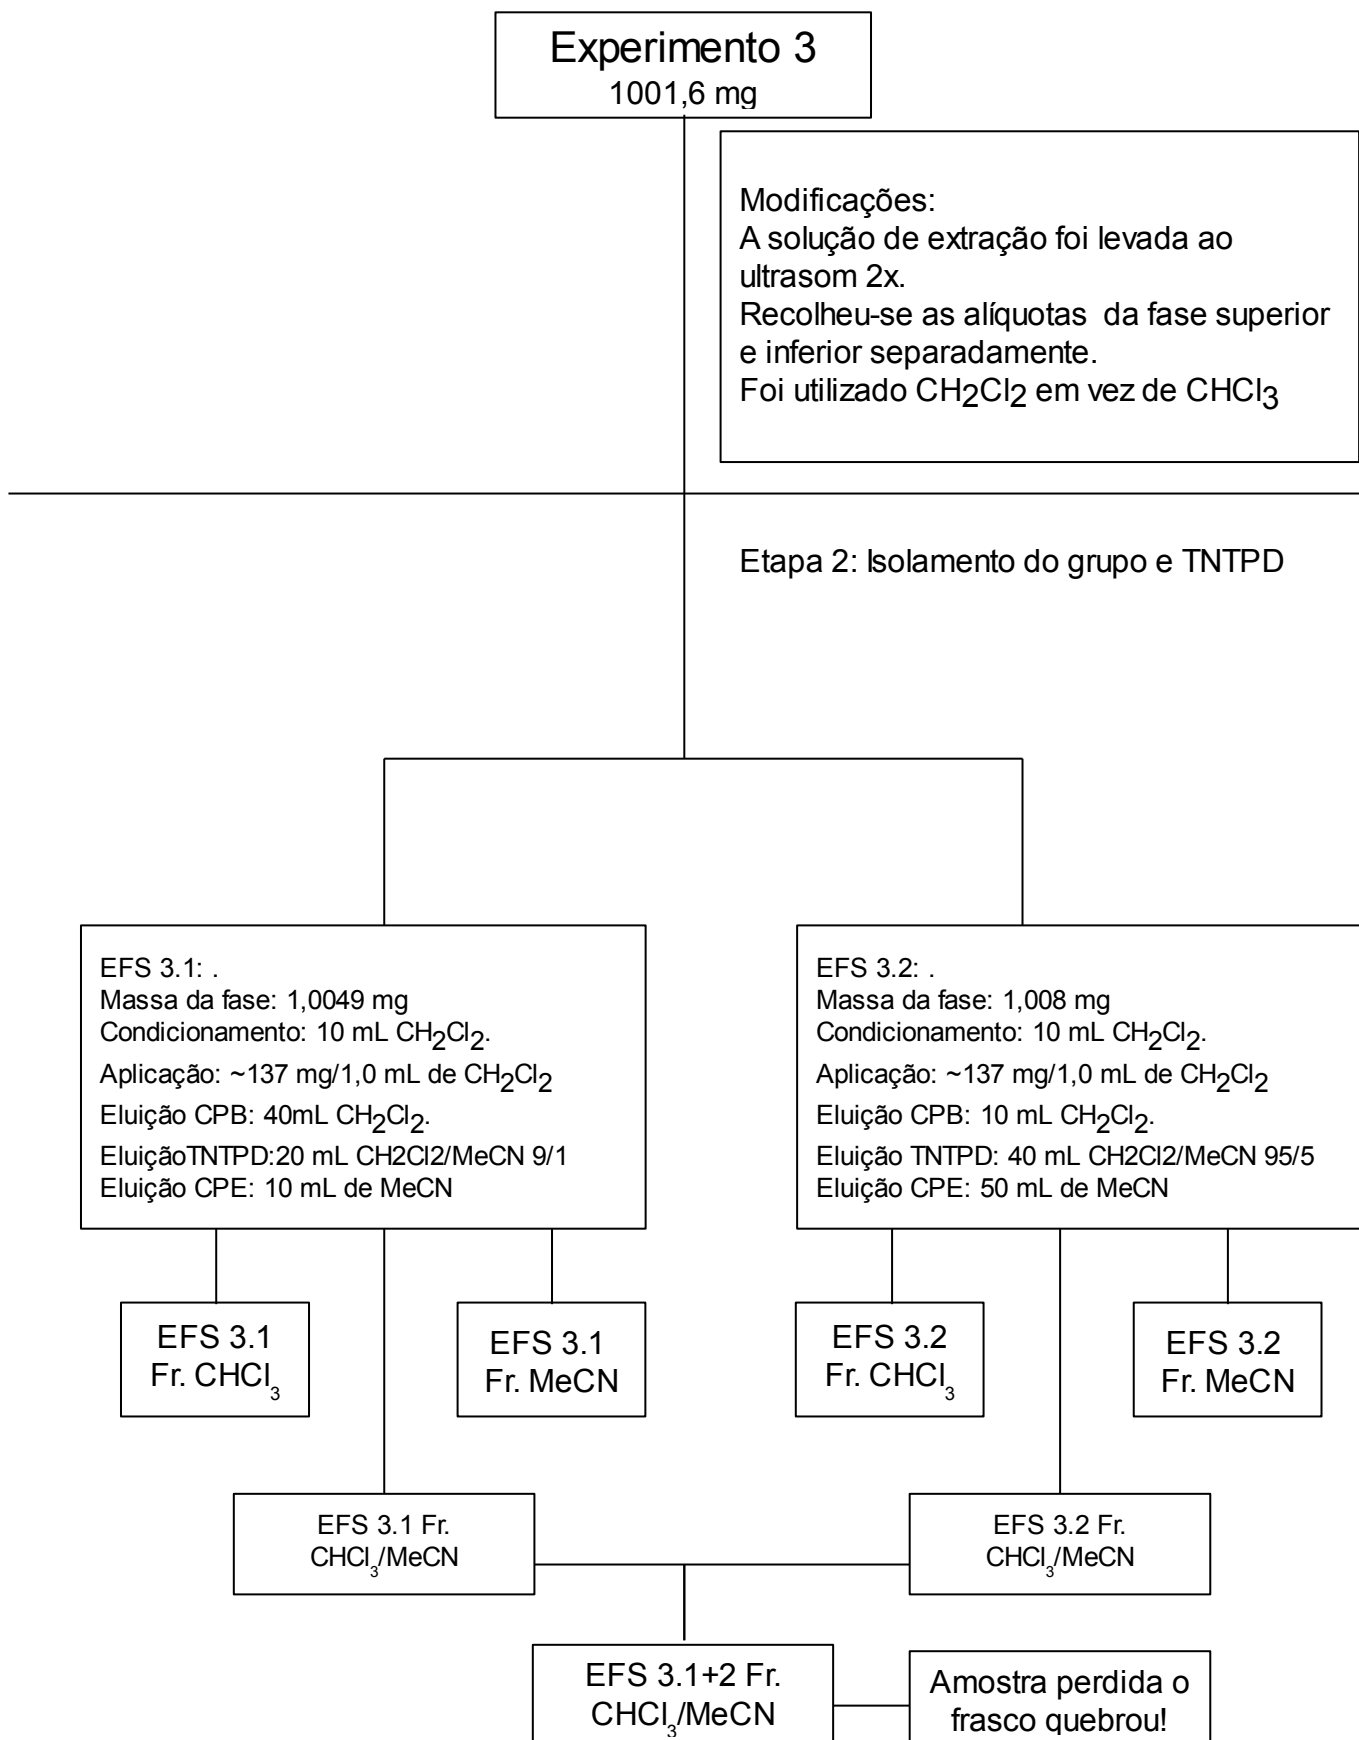 Experimento 3
1001,6 mg
Modificações:
A solução de extração foi levada ao
ultrasom 2x.
Recolheu-se as alíquotas  da fase superior
e inferior separadamente.
Foi utilizado CH2Cl2 em vez de CHCl3
Etapa 2: Isolamento do grupo e TNTPD
EFS 3.1: .
Massa da fase: 1,0049 mg
Condicionamento: 10 mL CH2Cl2.
Aplicação: ~137 mg/1,0 mL de CH2Cl2
Eluição CPB: 40mL CH2Cl2.
EluiçãoTNTPD:20 mL CH2Cl2/MeCN 9/1
Eluição CPE: 10 mL de MeCN
EFS 3.2: .
Massa da fase: 1,008 mg
Condicionamento: 10 mL CH2Cl2.
Aplicação: ~137 mg/1,0 mL de CH2Cl2
Eluição CPB: 10 mL CH2Cl2.
Eluição TNTPD: 40 mL CH2Cl2/MeCN 95/5
Eluição CPE: 50 mL de MeCN
EFS 3.1
Fr. CHCl3
EFS 3.1
Fr. MeCN
EFS 3.2
Fr. CHCl3
EFS 3.2
Fr. MeCN
EFS 3.1 Fr.
CHCl3/MeCN
EFS 3.2 Fr.
CHCl3/MeCN
EFS 3.1+2 Fr.
CHCl3/MeCN
Amostra perdida o
frasco quebrou!